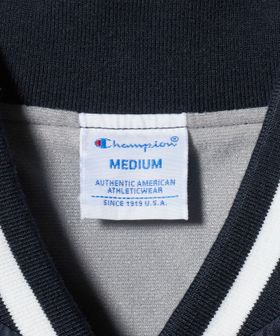 Champion®
MEDIUM
AUTHENTIC AMERICAN
ATHLETICWEAR
SINCE 1919 U.S.A.